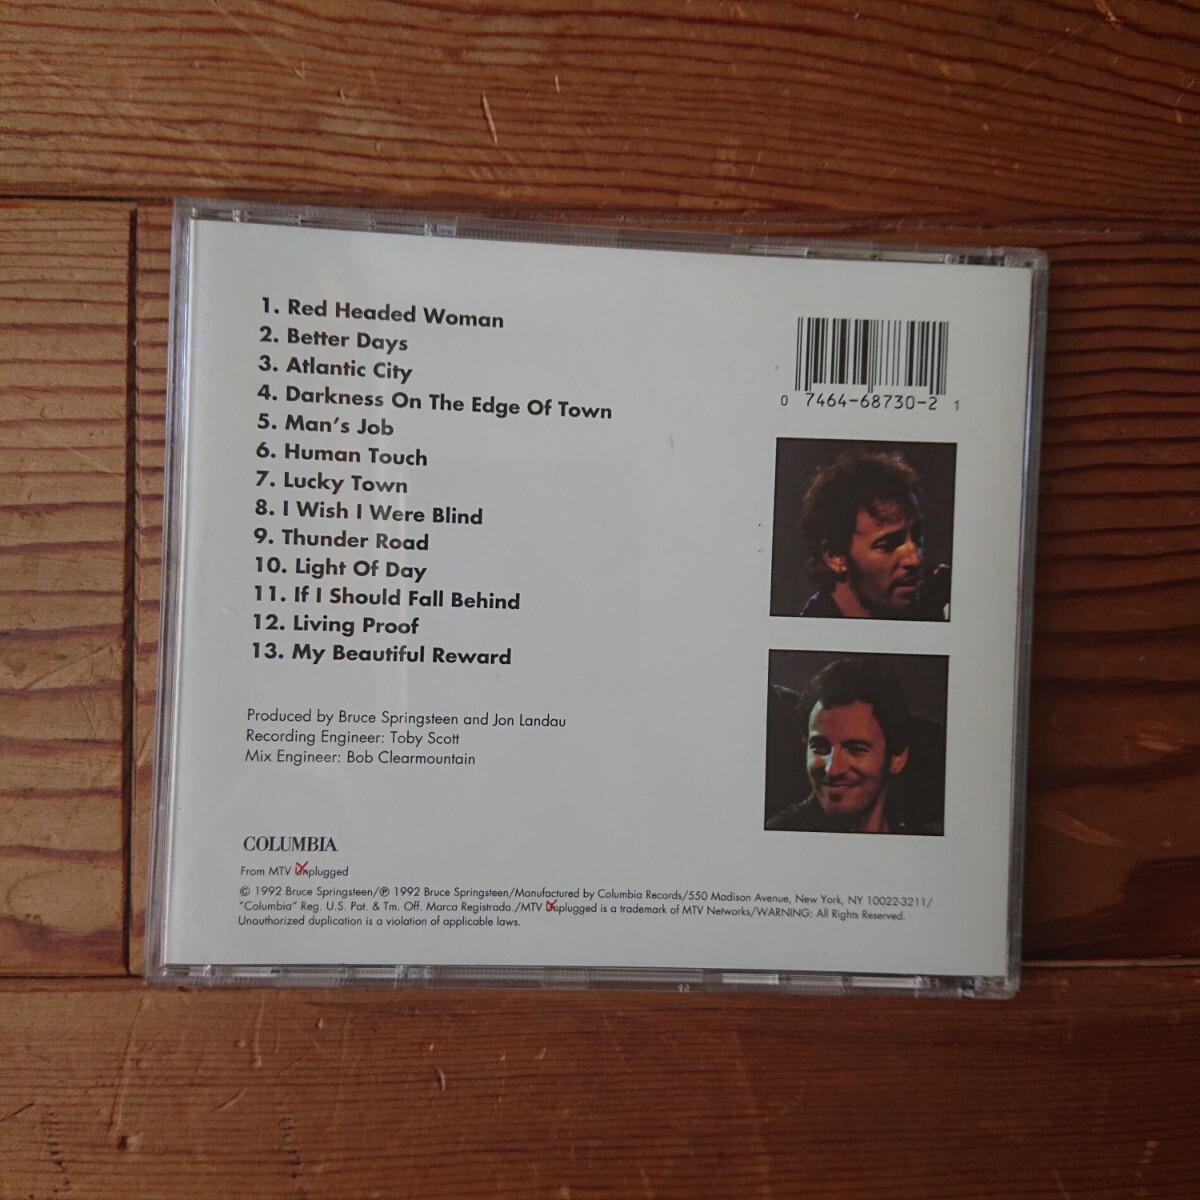 1. Red Headed Woman
2. Better Days
3. Atlantic City
4. Darkness On The Edge Of Town
5. Man's Job
6. Human Touch
7. Lucky Town
8. I Wish I Were Blind
9. Thunder Road
10. Light Of Day
11. If I Should Fall Behind
12. Living Proof
13. My Beautiful Reward
0 7464-68730-2 1
Produced by Bruce Springsteen and Jon Landau
Recording Engineer: Toby Scott
Mix Engineer: Bob Clearmountain
COLUMBIA
From MTV Unplugged
© 1992 Bruce Springsteen/℗ 1992 Bruce Springsteen/Manufactured by Columbia Records/550 Madison Avenue, New York, NY 10022-3211/
"Columbia" Reg. U.S. Pat. & Tm. Off. Marca Registrada./MTV Unplugged is a trademark of MTV Networks/WARNING: All Rights Reserved.
Unauthorized duplication is a violation of applicable laws.